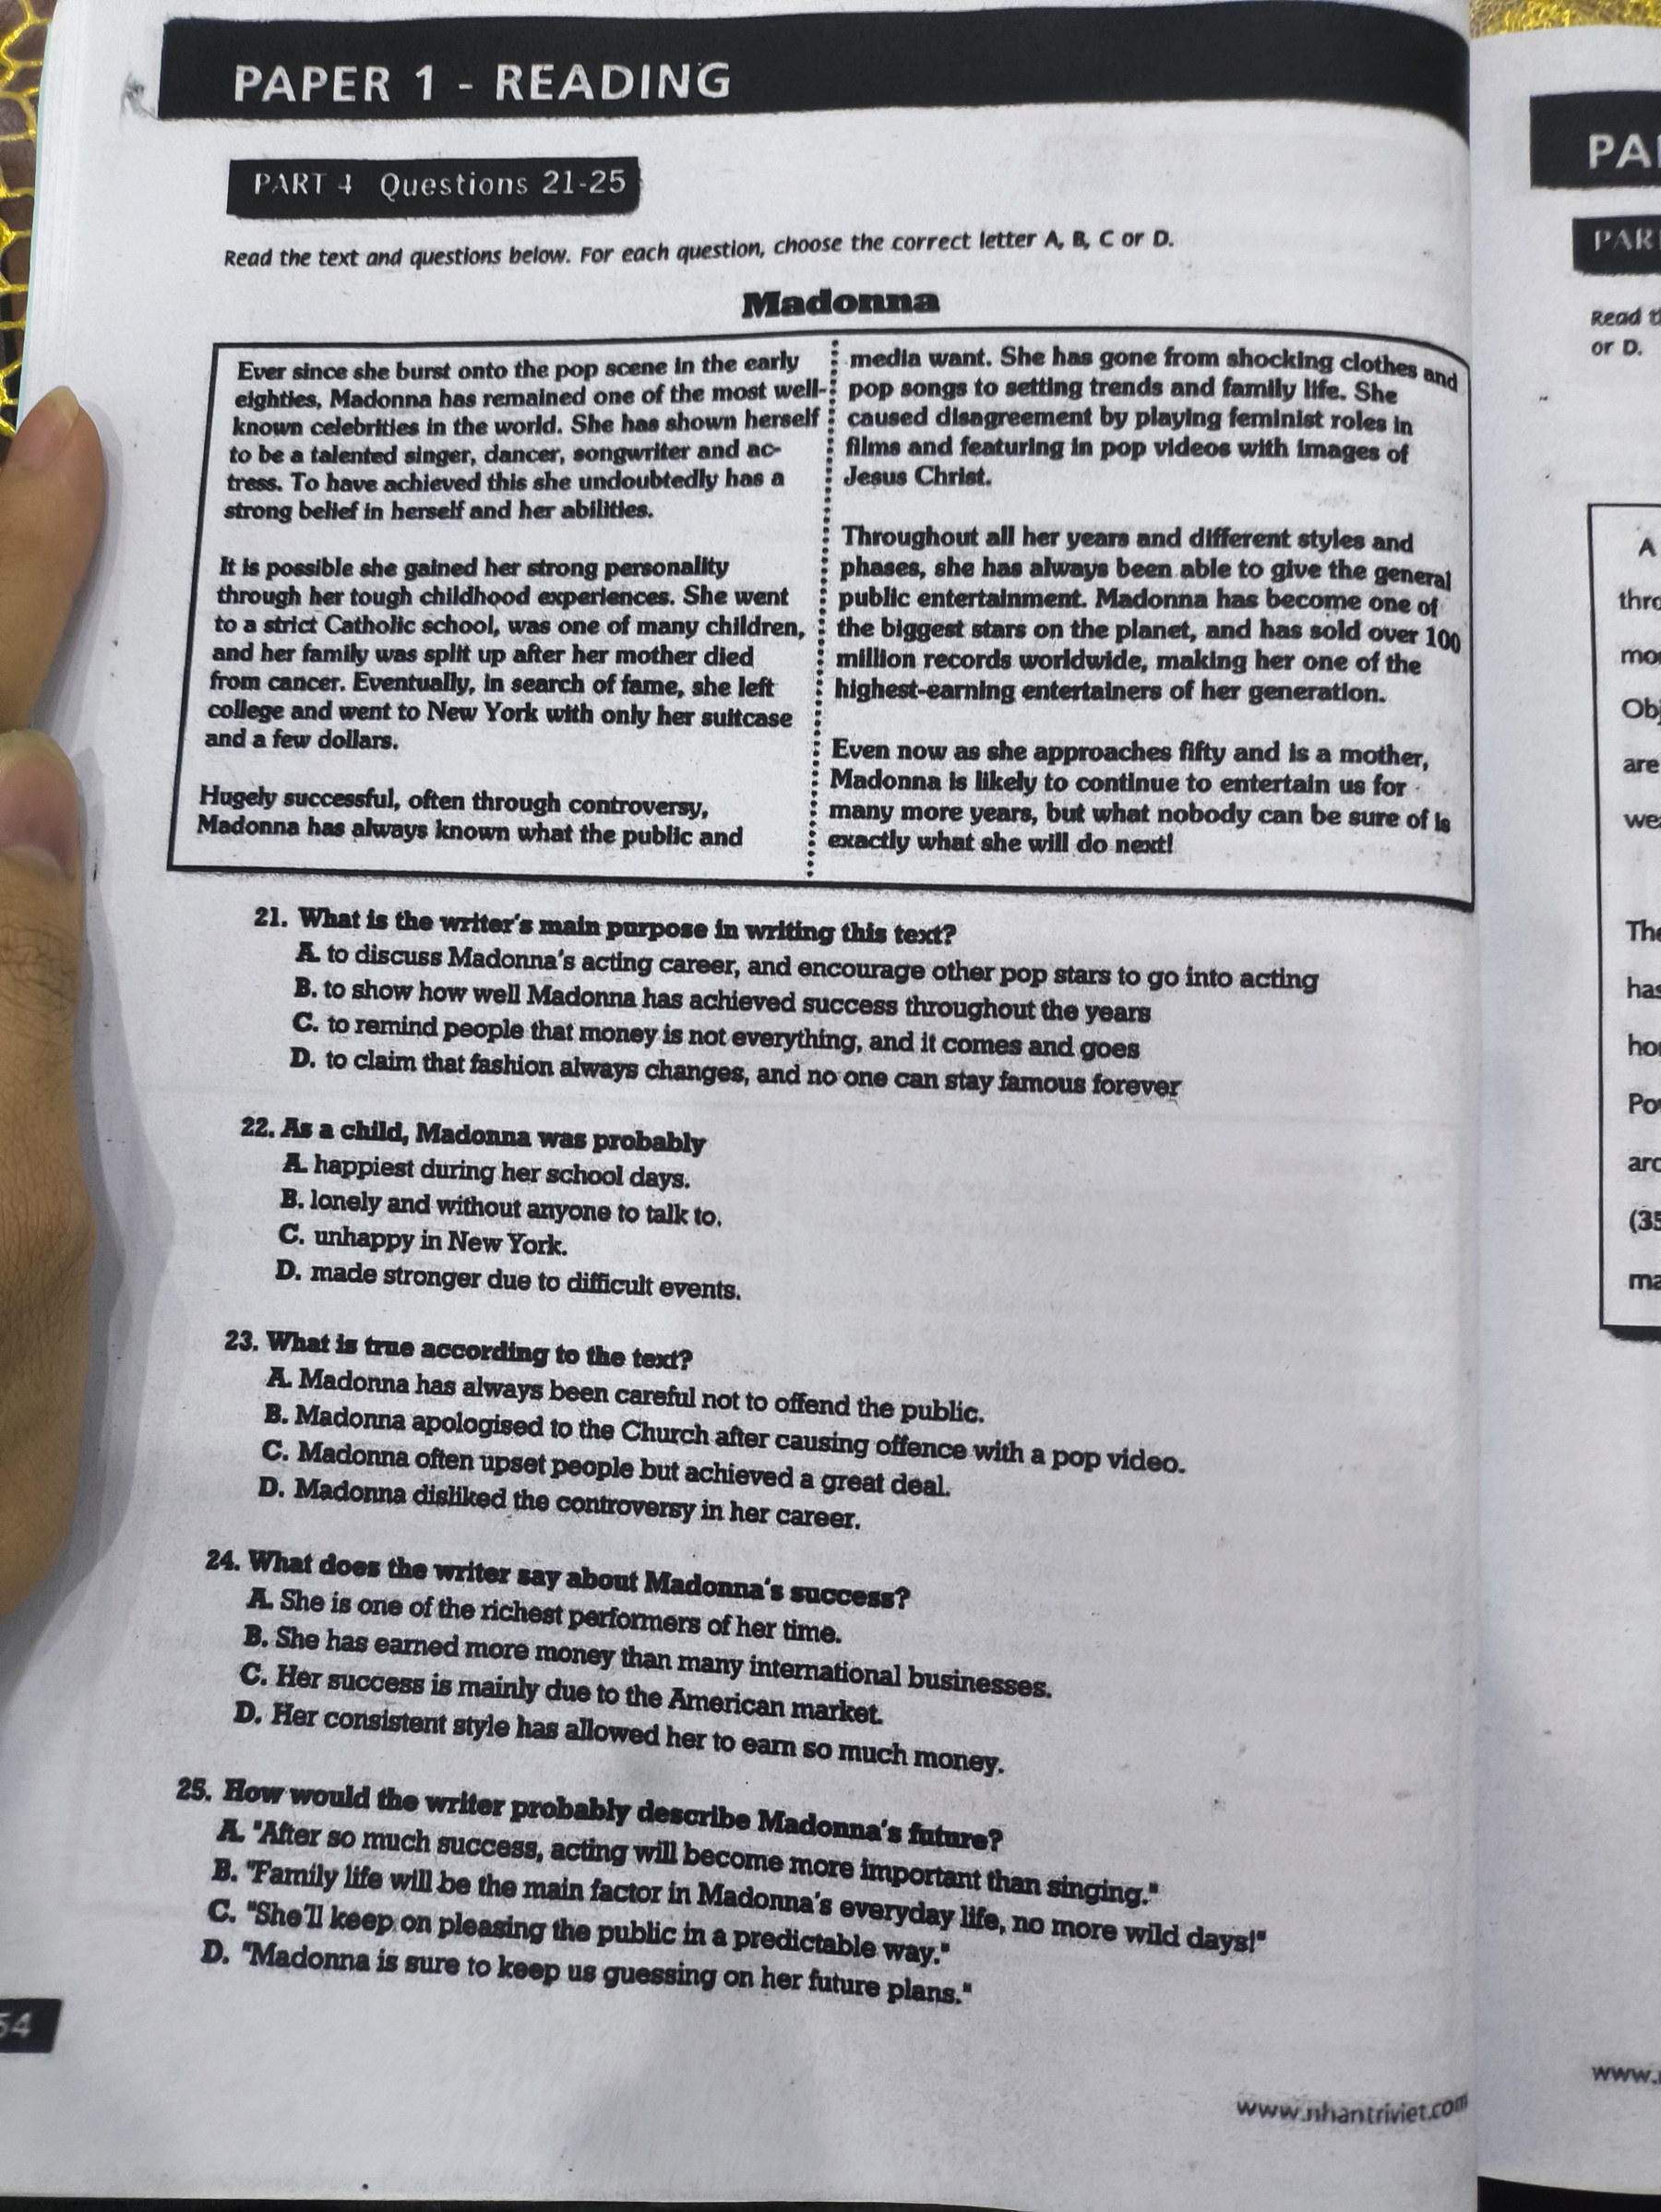 PAPER 1 - READING
PART 4 Questions 21-25
Read the text and questions below. For each question, choose the correct letter A, B, C or D.
Madonna
Ever since she burst onto the pop scene in the early
eighties, Madonna has remained one of the most well-
known celebrities in the world. She has shown herself
to be a talented singer, dancer, songwriter and ac-
tress. To have achieved this she undoubtedly has a
strong belief in herself and her abilities.
It is possible she gained her strong personality
through her tough childhood experiences. She went
to a strict Catholic school, was one of many children,
and her family was split up after her mother died
from cancer. Eventually, in search of fame, she left
college and went to New York with only her suitcase
and a few dollars.
Hugely successful, often through controversy,
Madonna has always known what the public and
media want. She has gone from shocking clothes and
pop songs to setting trends and family life. She
caused disagreement by playing feminist roles in
films and featuring in pop videos with images of
Jesus Christ.
Throughout all her years and different styles and
phases, she has always been able to give the general
public entertainment. Madonna has become one of
the biggest stars on the planet, and has sold over 100
million records worldwide, making her one of the
highest-earning entertainers of her generation.
Even now as she approaches fifty and is a mother,
Madonna is likely to continue to entertain us for
many more years, but what nobody can be sure of is
exactly what she will do next!
21. What is the writer's main purpose in writing this text?
A. to discuss Madonna's acting career, and encourage other pop stars to go into acting
B. to show how well Madonna has achieved success throughout the years
C. to remind people that money is not everything, and it comes and goes
D. to claim that fashion always changes, and no one can stay famous forever
22. As a child, Madonna was probably
A. happiest during her school days.
B. lonely and without anyone to talk to.
C. unhappy in New York.
D. made stronger due to difficult events.
23. What is true according to the text?
A. Madonna has always been careful not to offend the public.
B. Madonna apologised to the Church after causing offence with a pop video.
C. Madonna often upset people but achieved a great deal.
D. Madonna disliked the controversy in her career.
24. What does the writer say about Madonna's success?
A. She is one of the richest performers of her time.
B. She has earned more money than many international businesses.
C. Her success is mainly due to the American market.
D. Her consistent style has allowed her to earn so much money.
25. How would the writer probably describe Madonna's future?
A. "After so much success, acting will become more important than singing."
B. "Family life will be the main factor in Madonna's everyday life, no more wild days!"
C. "She'll keep on pleasing the public in a predictable way."
D. "Madonna is sure to keep us guessing on her future plans."
54
www.nhantriviet.com
PA
PAR
Read t
or D.
A
thro
mo
Obj
are
we
The
has
ho
Po
aro
(35
ma
www.